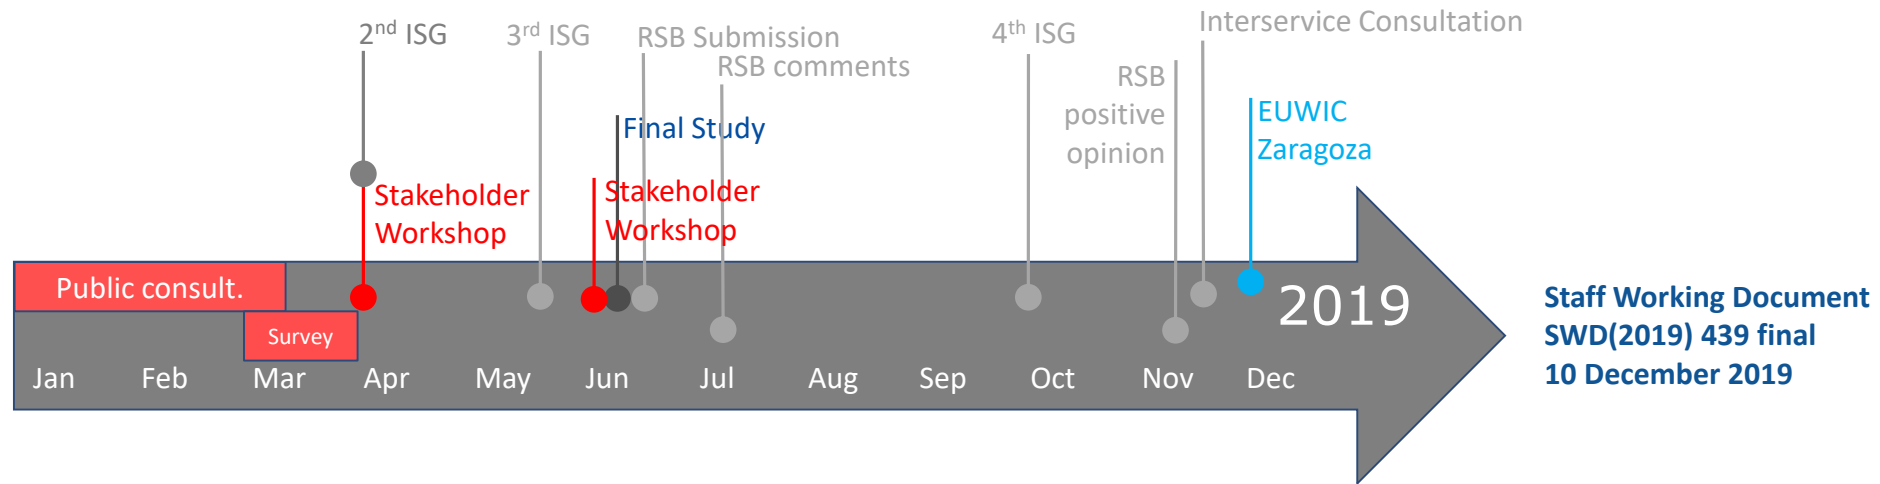 2nd ISG
3rd ISG
RSB Submission
RSB comments
4th ISG
Interservice Consultation
RSB
positive
opinion
EUWIC
Zaragoza
Final Study
Stakeholder
Workshop
Stakeholder
Workshop
Public consult.
Survey
2019
Jan Feb Mar Apr May Jun Jul Aug Sep Oct Nov Dec
Staff Working Document
SWD(2019) 439 final
10 December 2019